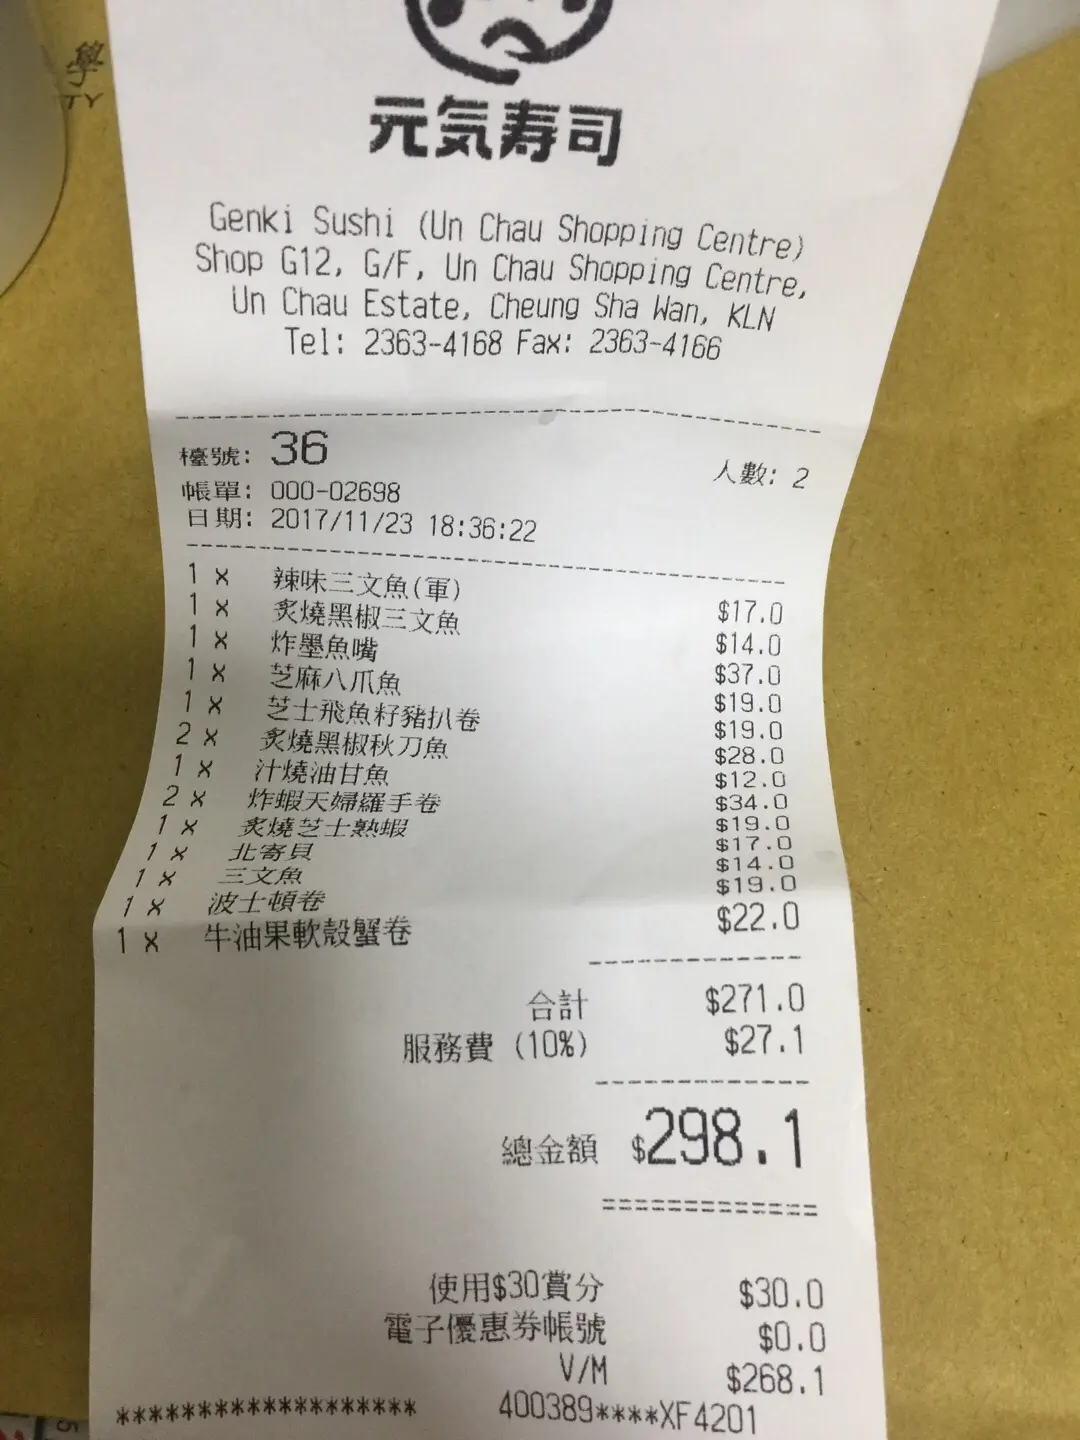 學
TY
元気寿司
Genki Sushi (Un Chau Shopping Centre)
Shop G12, G/F, Un Chau Shopping Centre,
Un Chau Estate, Cheung Sha Wan, KLN
Tel: 2363-4168 Fax: 2363-4166
檯號: 36 人數: 2
帳單: 000-02698
日期: 2017/11/23 18:36:22
1 x 辣味三文魚(軍) $17.0
1 x 炙燒黑椒三文魚 $14.0
1 x 炸墨魚嘴 $37.0
1 x 芝麻八爪魚 $19.0
1 x 芝士飛魚籽豬扒卷 $19.0
2 x 炙燒黑椒秋刀魚 $28.0
1 x 汁燒油甘魚 $12.0
2 x 炸蝦天婦羅手卷 $34.0
1 x 炙燒芝士熟蝦 $19.0
1 x 北寄貝 $17.0
1 x 三文魚 $14.0
1 x 波士頓卷 $19.0
1 x 牛油果軟殼蟹卷 $22.0
合計 $271.0
服務費 (10%) $27.1
總金額 $298.1
============
使用$30賞分 $30.0
電子優惠券帳號 $0.0
V/M $268.1
******************* 400389****XF4201